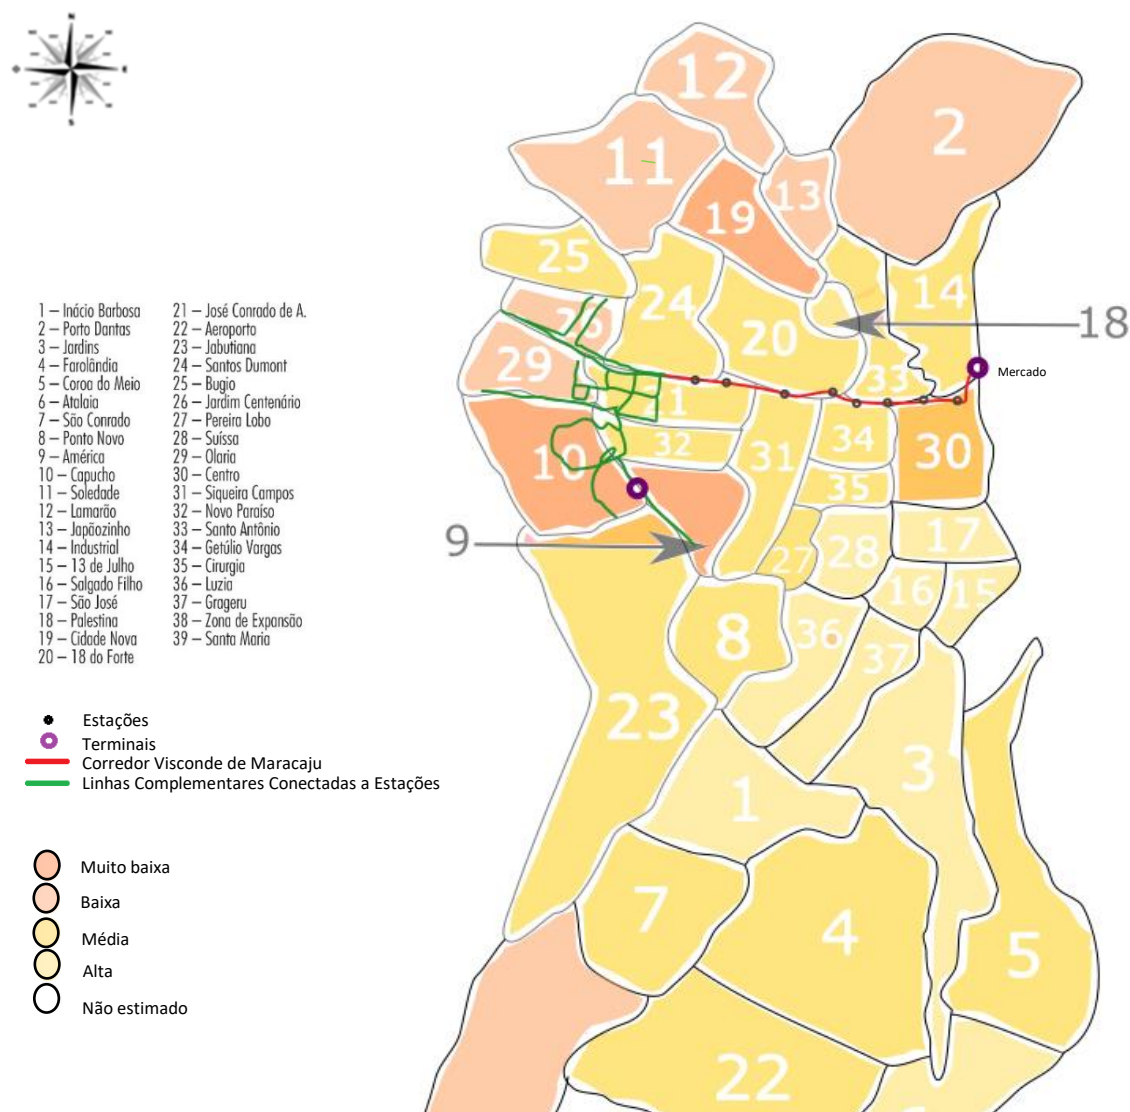 12
2
11
13
19
25
14
24
18
20
26
29
33
Mercado
21
34
32
10
31
30
35
9
17
27
28
16
15
36
8
37
23
3
1
7
4
5
22
1 – Inácio Barbosa
2 – Porto Dantas
3 – Jardins
4 – Farolândia
5 – Coroa do Meio
6 – Atalaia
7 – São Conrado
8 – Ponto Novo
9 – América
10 – Capucho
11 – Soledade
12 – Lamarão
13 – Japãozinho
14 – Industrial
15 – 13 de Julho
16 – Salgado Filho
17 – São José
18 – Palestina
19 – Cidade Nova
20 – 18 do Forte
21 – José Conrado de A.
22 – Aeroporto
23 – Jabutiana
24 – Santos Dumont
25 – Bugio
26 – Jardim Centenário
27 – Pereira Lobo
28 – Suíssa
29 – Olaria
30 – Centro
31 – Siqueira Campos
32 – Novo Paraíso
33 – Santo Antônio
34 – Getúlio Vargas
35 – Cirurgia
36 – Luzia
37 – Grageru
38 – Zona de Expansão
39 – Santa Maria
Estações
Terminais
Corredor Visconde de Maracaju
Linhas Complementares Conectadas a Estações
Muito baixa
Baixa
Média
Alta
Não estimado